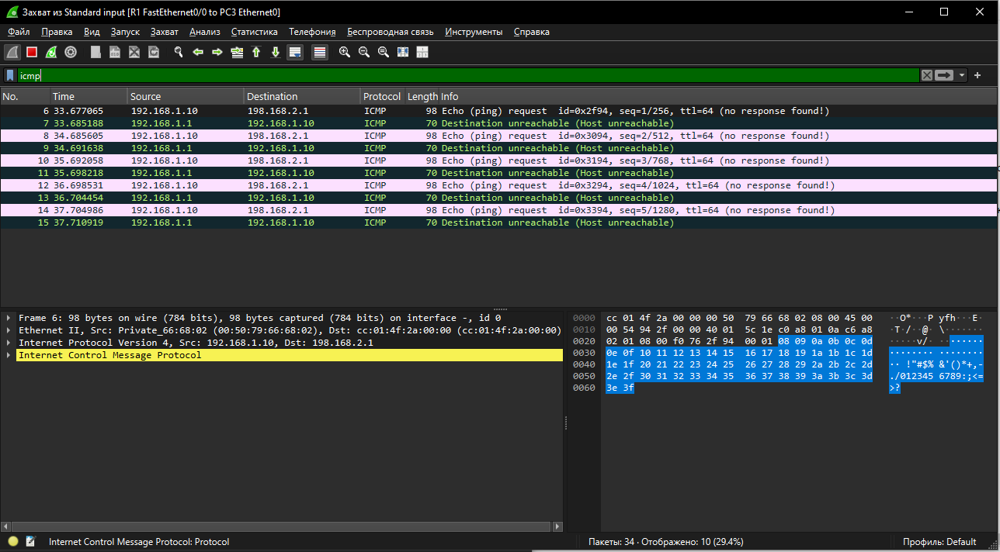 Захват из Standard input [R1 FastEthernet0/0 to PC3 Ethernet0]
Файл Правка Вид Запуск Захват Анализ Статистика Телефония Беспроводная связь Инструменты Справка
icmp
No. Time Source Destination Protocol Length Info
6 33.677065 192.168.1.10 198.168.2.1 ICMP 98 Echo (ping) request id=0x2f94, seq=1/256, ttl=64 (no response found!)
7 33.685188 192.168.1.1 192.168.1.10 ICMP 70 Destination unreachable (Host unreachable)
8 34.685605 192.168.1.10 198.168.2.1 ICMP 98 Echo (ping) request id=0x3094, seq=2/512, ttl=64 (no response found!)
9 34.691638 192.168.1.1 192.168.1.10 ICMP 70 Destination unreachable (Host unreachable)
10 35.692058 192.168.1.10 198.168.2.1 ICMP 98 Echo (ping) request id=0x3194, seq=3/768, ttl=64 (no response found!)
11 35.698218 192.168.1.1 192.168.1.10 ICMP 70 Destination unreachable (Host unreachable)
12 36.698531 192.168.1.10 198.168.2.1 ICMP 98 Echo (ping) request id=0x3294, seq=4/1024, ttl=64 (no response found!)
13 36.704454 192.168.1.1 192.168.1.10 ICMP 70 Destination unreachable (Host unreachable)
14 37.704986 192.168.1.10 198.168.2.1 ICMP 98 Echo (ping) request id=0x3394, seq=5/1280, ttl=64 (no response found!)
15 37.710919 192.168.1.1 192.168.1.10 ICMP 70 Destination unreachable (Host unreachable)
Frame 6: 98 bytes on wire (784 bits), 98 bytes captured (784 bits) on interface -, id 0
Ethernet II, Src: Private_66:68:02 (00:50:79:66:68:02), Dst: cc:01:4f:2a:00:00 (cc:01:4f:2a:00:00)
Internet Protocol Version 4, Src: 192.168.1.10, Dst: 198.168.2.1
Internet Control Message Protocol
0000 cc 01 4f 2a 00 00 00 50 79 66 68 02 08 00 45 00 ··O*···P yfh···E·
0010 00 54 94 2f 00 00 40 01 5c 1e c0 a8 01 0a c6 a8 ·T·/··@· \·······
0020 02 01 08 00 f0 76 2f 94 00 01 08 09 0a 0b 0c 0d ·····v/· ········
0030 0e 0f 10 11 12 13 14 15 16 17 18 19 1a 1b 1c 1d ········ ········
0040 1e 1f 20 21 22 23 24 25 26 27 28 29 2a 2b 2c 2d ·· !"#$% &'()*+,-
0050 2e 2f 30 31 32 33 34 35 36 37 38 39 3a 3b 3c 3d ./012345 6789:;<=
0060 3e 3f >?
Internet Control Message Protocol: Protocol
Пакеты: 34 · Отображено: 10 (29.4%)
Профиль: Default